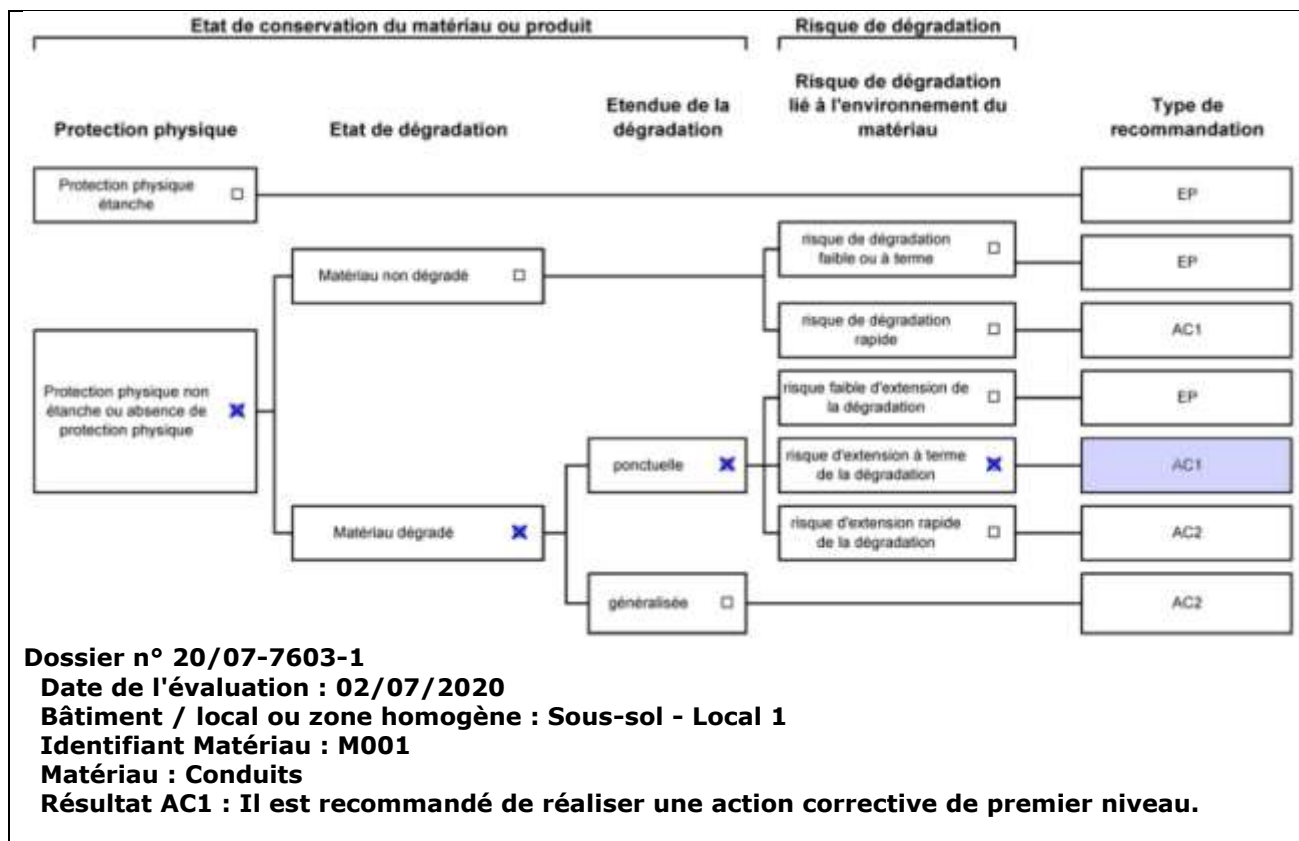 Etat de conservation du matériau ou produit
Risque de dégradation
Protection physique
Etat de dégradation
Etendue de la
dégradation
Risque de dégradation
lié à l'environnement du
matériau
Type de
recommandation
Protection physique
étanche
EP
Matériau non dégradé
risque de dégradation
faible ou à terme
EP
risque de dégradation
rapide
AC1
Protection physique non
étanche ou absence de
protection physique
risque faible d'extension de
la dégradation
EP
ponctuelle
risque d'extension à terme
de la dégradation
AC1
Matériau dégradé
risque d'extension rapide
de la dégradation
AC2
généralisée
AC2
Dossier n° 20/07-7603-1
Date de l'évaluation : 02/07/2020
Bâtiment / local ou zone homogène : Sous-sol - Local 1
Identifiant Matériau : M001
Matériau : Conduits
Résultat AC1 : Il est recommandé de réaliser une action corrective de premier niveau.